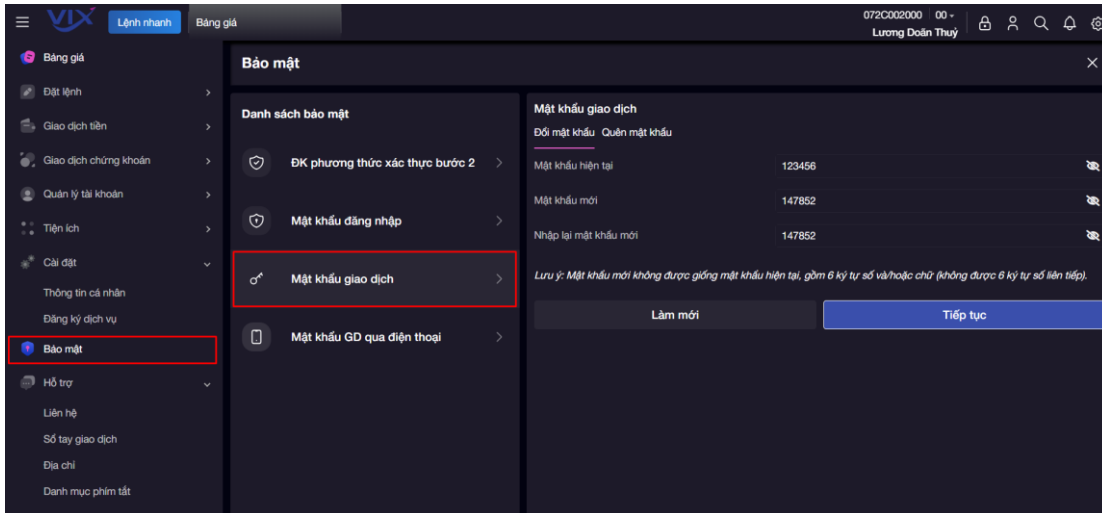 VIX Lệnh nhanh Bảng giá 072C002000 00
Lương Doãn Thuỳ
Bảng giá
Đặt lệnh
Giao dịch tiền
Giao dịch chứng khoán
Quản lý tài khoản
Tiện ích
Cài đặt
Thông tin cá nhân
Đăng ký dịch vụ
Bảo mật
Hỗ trợ
Liên hệ
Sổ tay giao dịch
Địa chỉ
Danh mục phím tắt
Bảo mật
Danh sách bảo mật
ĐK phương thức xác thực bước 2
Mật khẩu đăng nhập
Mật khẩu giao dịch
Mật khẩu GD qua điện thoại
Mật khẩu giao dịch
Đổi mật khẩu Quên mật khẩu
Mật khẩu hiện tại 123456
Mật khẩu mới 147852
Nhập lại mật khẩu mới 147852
Lưu ý: Mật khẩu mới không được giống mật khẩu hiện tại, gồm 6 ký tự số và/hoặc chữ (không được 6 ký tự số liên tiếp).
Làm mới Tiếp tục